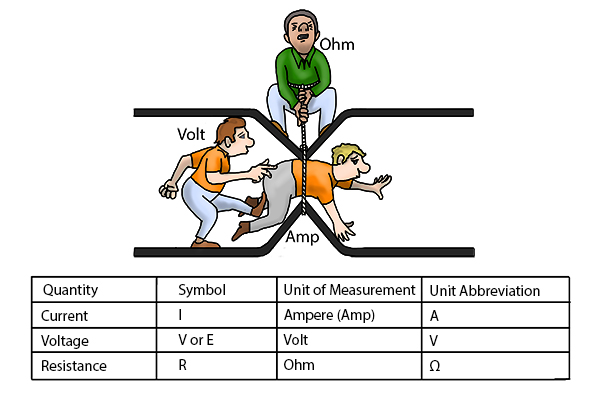 Ohm
Volt
Amp
Quantity Symbol Unit of Measurement Unit Abbreviation
Current I Ampere (Amp) A
Voltage V or E Volt V
Resistance R Ohm Ω